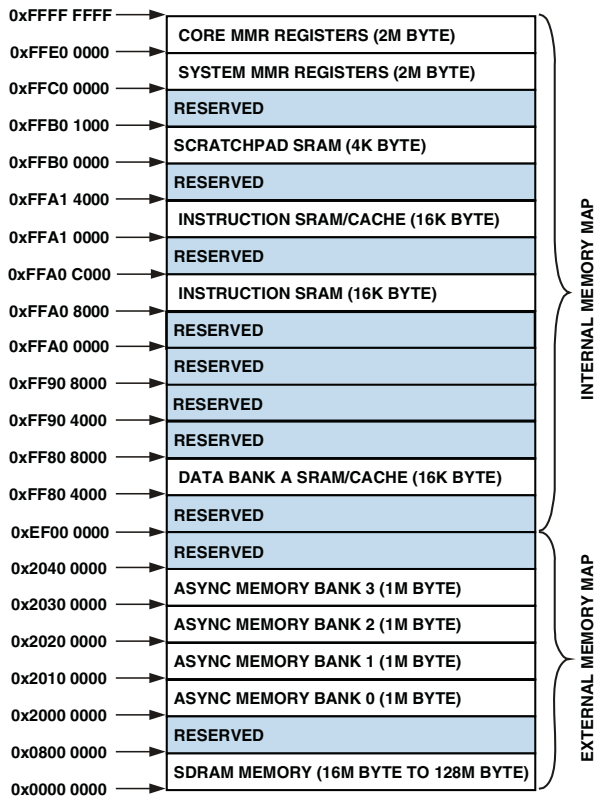 0xFFFF FFFF
CORE MMR REGISTERS (2M BYTE)
0xFFE0 0000
SYSTEM MMR REGISTERS (2M BYTE)
0xFFC0 0000
RESERVED
0xFFB0 1000
SCRATCHPAD SRAM (4K BYTE)
0xFFB0 0000
RESERVED
0xFFA1 4000
INSTRUCTION SRAM/CACHE (16K BYTE)
0xFFA1 0000
RESERVED
0xFFA0 C000
INSTRUCTION SRAM (16K BYTE)
0xFFA0 8000
RESERVED
0xFFA0 0000
RESERVED
0xFF90 8000
RESERVED
0xFF90 4000
RESERVED
0xFF80 8000
DATA BANK A SRAM/CACHE (16K BYTE)
0xFF80 4000
RESERVED
0xEF00 0000
RESERVED
0x2040 0000
ASYNC MEMORY BANK 3 (1M BYTE)
0x2030 0000
ASYNC MEMORY BANK 2 (1M BYTE)
0x2020 0000
ASYNC MEMORY BANK 1 (1M BYTE)
0x2010 0000
ASYNC MEMORY BANK 0 (1M BYTE)
0x2000 0000
RESERVED
0x0800 0000
SDRAM MEMORY (16M BYTE TO 128M BYTE)
0x0000 0000
INTERNAL MEMORY MAP
EXTERNAL MEMORY MAP